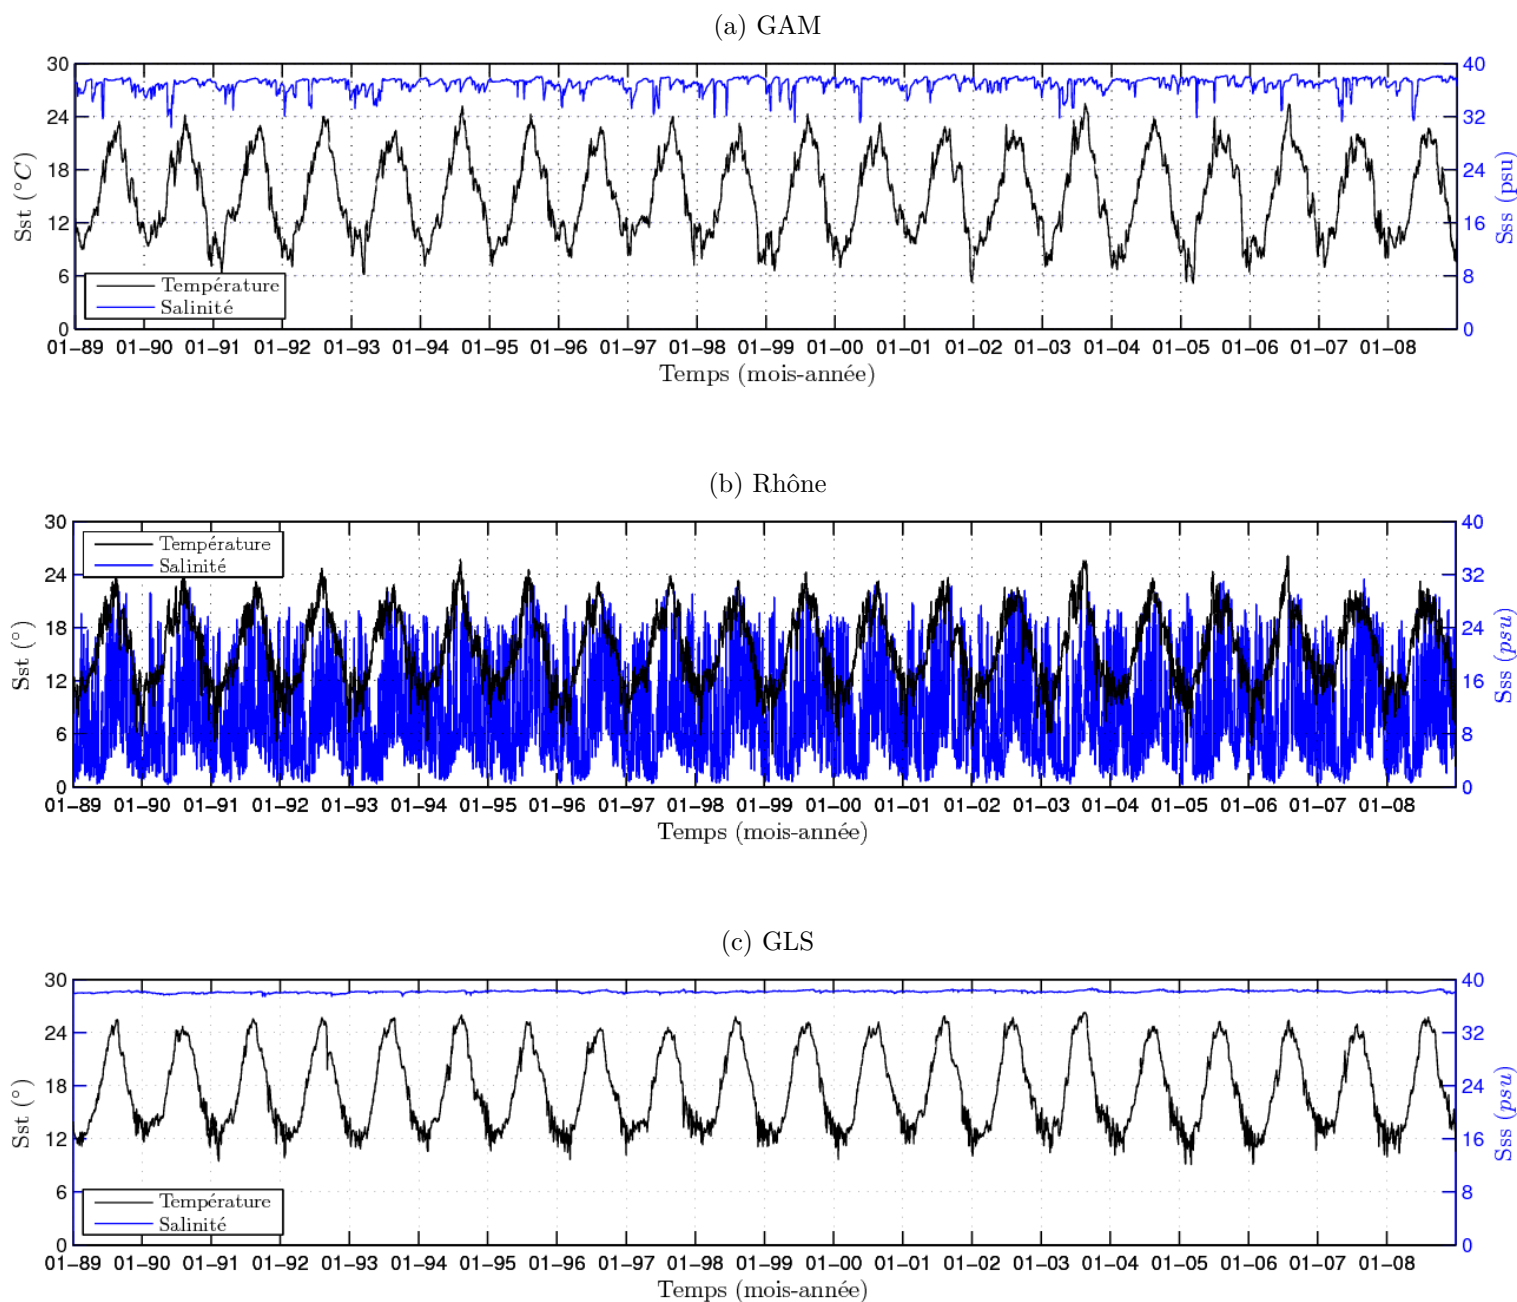 (a) GAM
30 40
24 32
18 24
12 16
6 8
0 0
Sst (°C)
Sss (psu)
Température
Salinité
01-89 01-90 01-91 01-92 01-93 01-94 01-95 01-96 01-97 01-98 01-99 01-00 01-01 01-02 01-03 01-04 01-05 01-06 01-07 01-08
Temps (mois-année)
(b) Rhône
30 40
24 32
18 24
12 16
6 8
0 0
Sst (°)
Sss (psu)
Température
Salinité
01-89 01-90 01-91 01-92 01-93 01-94 01-95 01-96 01-97 01-98 01-99 01-00 01-01 01-02 01-03 01-04 01-05 01-06 01-07 01-08
Temps (mois-année)
(c) GLS
30 40
24 32
18 24
12 16
6 8
0 0
Sst (°)
Sss (psu)
Température
Salinité
01-89 01-90 01-91 01-92 01-93 01-94 01-95 01-96 01-97 01-98 01-99 01-00 01-01 01-02 01-03 01-04 01-05 01-06 01-07 01-08
Temps (mois-année)